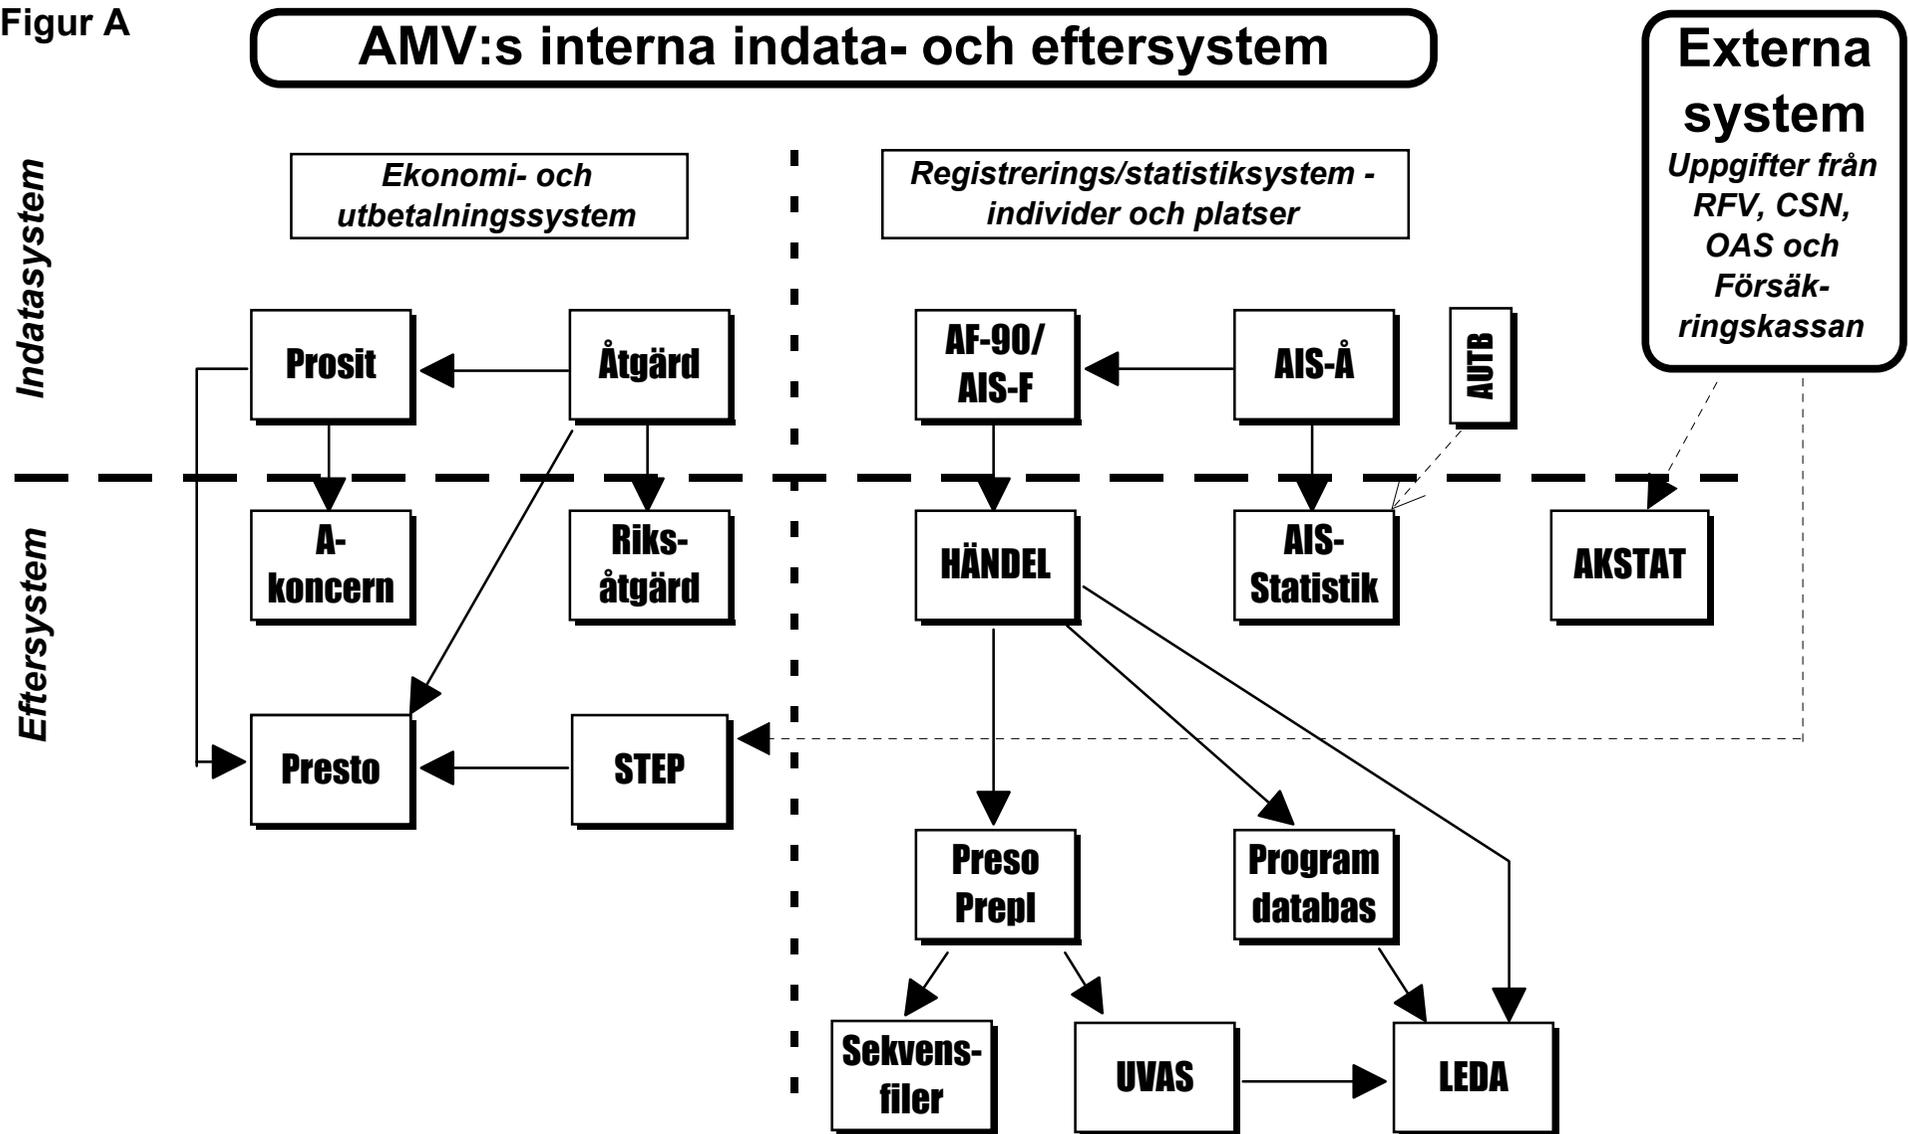 Figur A
AMV:s interna indata- och eftersystem
Externa
system
Uppgifter från
RFV, CSN,
OAS och
Försäk-
ringskassan
Ekonomi- och
utbetalningssystem
Registrerings/statistiksystem -
individer och platser
Indatasystem
Prosit
Åtgärd
AF-90/
AIS-F
AIS-Å
AUTB
Eftersystem
A-
koncern
Riks-
åtgärd
HÄNDEL
AIS-
Statistik
AKSTAT
Presto
STEP
Preso
Prepl
Program
databas
Sekvens-
filer
UVAS
LEDA